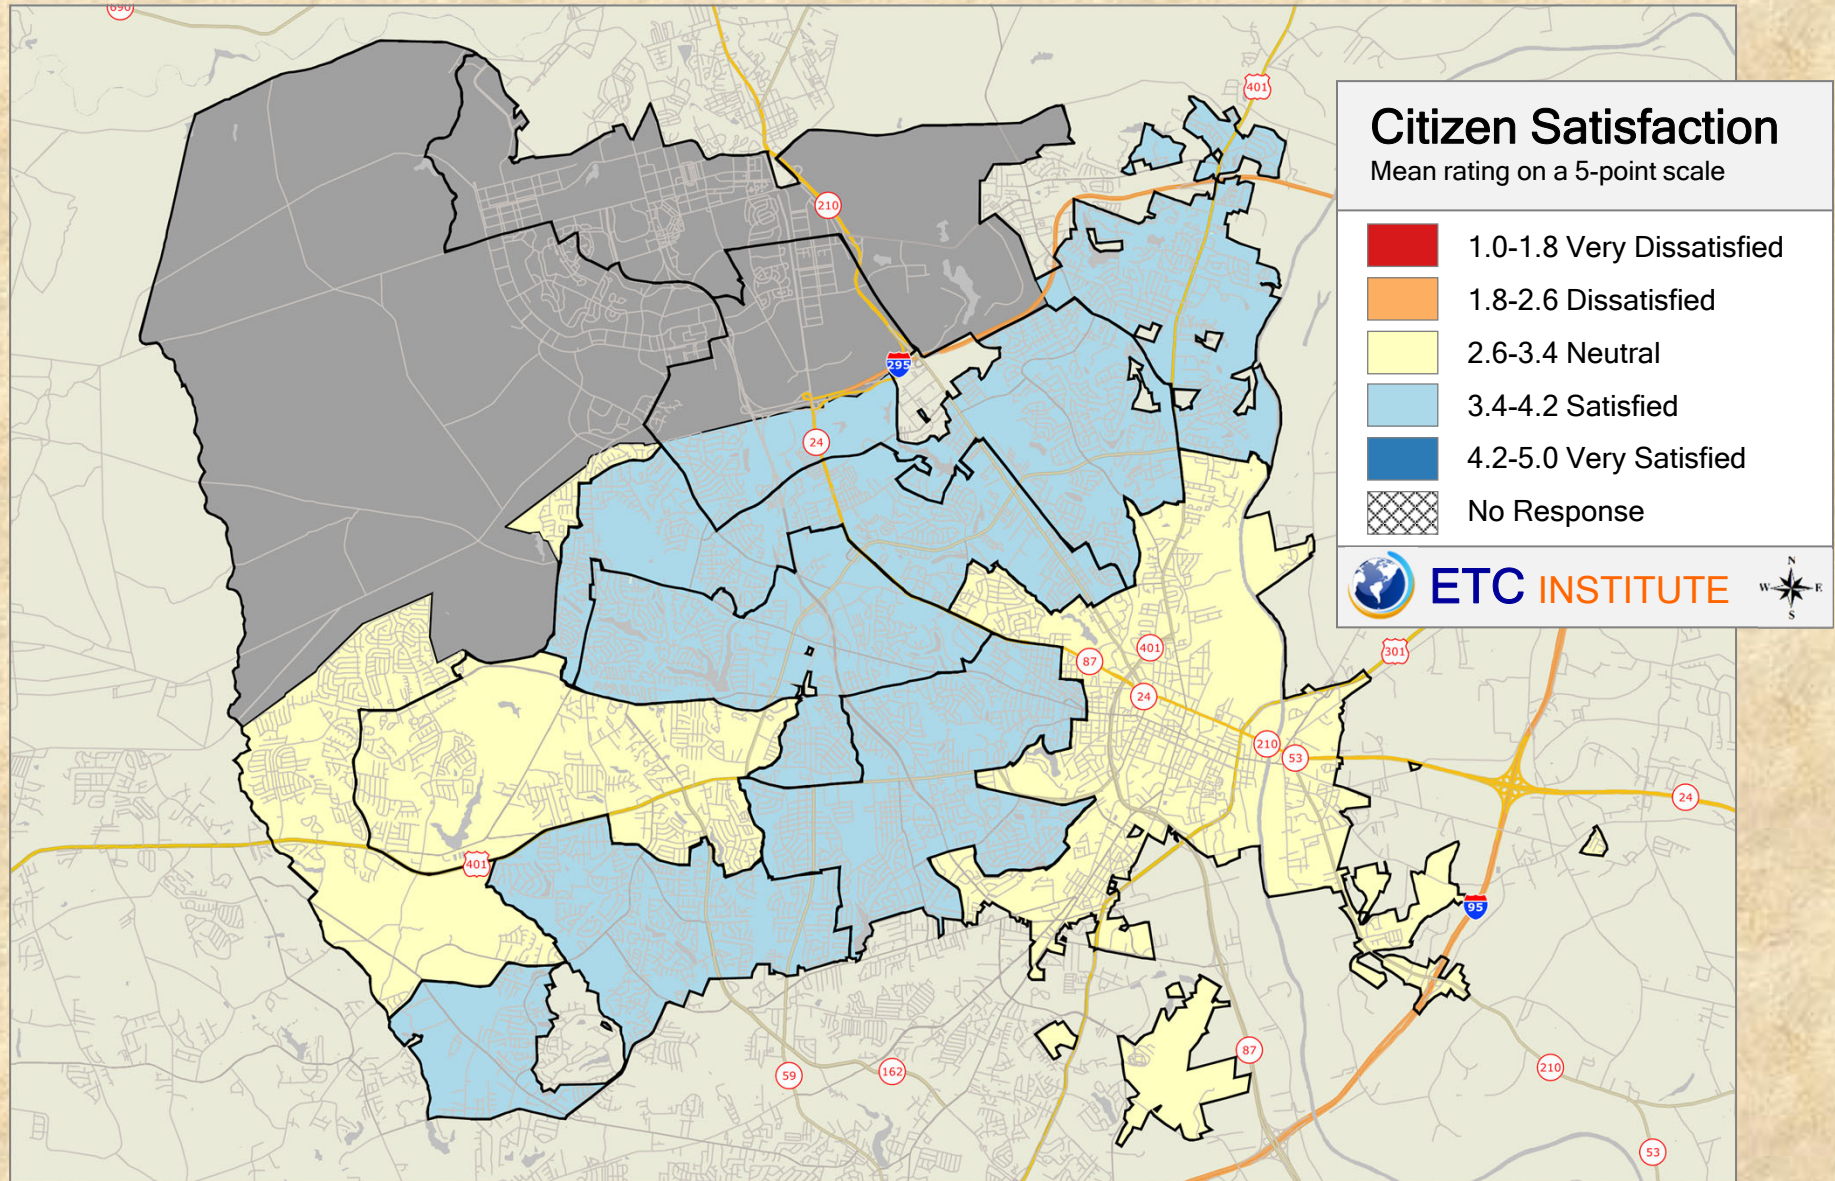 690
401
Citizen Satisfaction
Mean rating on a 5-point scale
210
1.0-1.8 Very Dissatisfied
1.8-2.6 Dissatisfied
2.6-3.4 Neutral
295
3.4-4.2 Satisfied
24
4.2-5.0 Very Satisfied
No Response
ETC INSTITUTE
N
W
E
S
401
301
87
24
210
53
24
401
95
87
210
59
162
53